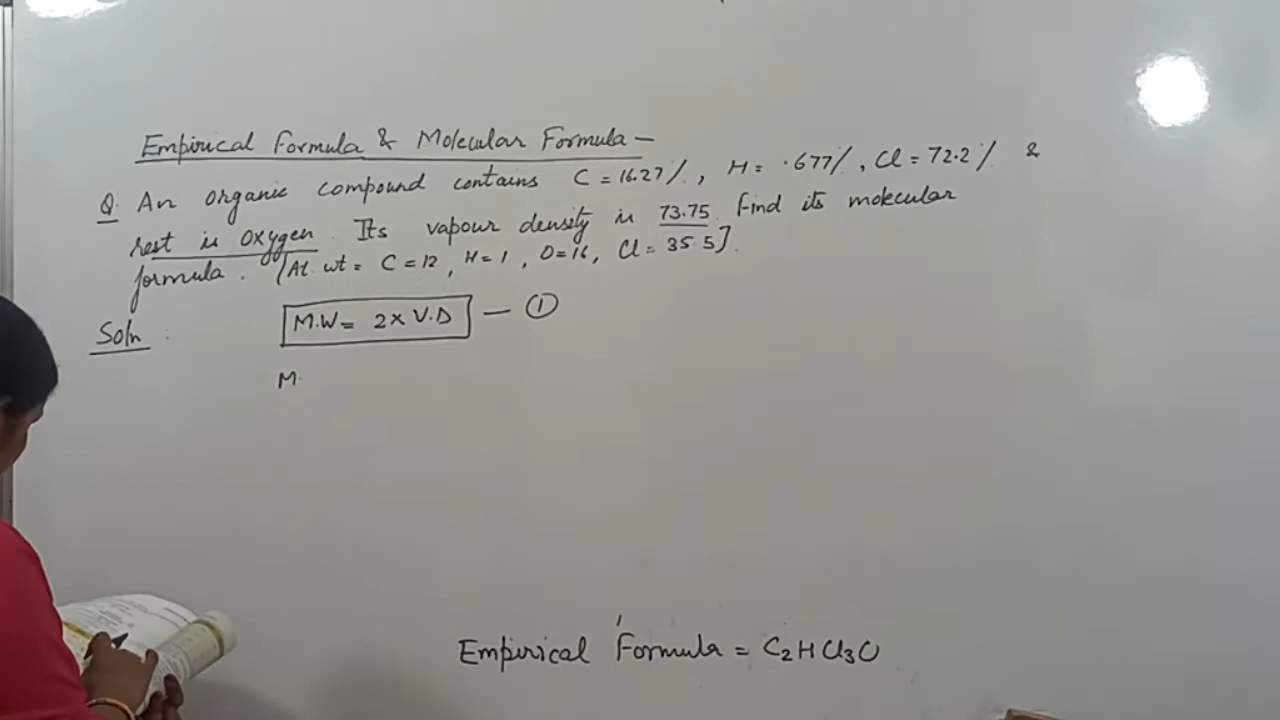 Empirical Formula & Molecular Formula —
Q. An organic compound contains C = 16.27%, H = .677%, Cl = 72.2% &
rest is oxygen. Its vapour density is 73.75. Find its molecular
formula. [At. wt = C = 12, H = 1, O = 16, Cl = 35.5].
Soln :
M.W = 2 x V.D — ①
M.
Empirical Formula = C₂HCl₃O